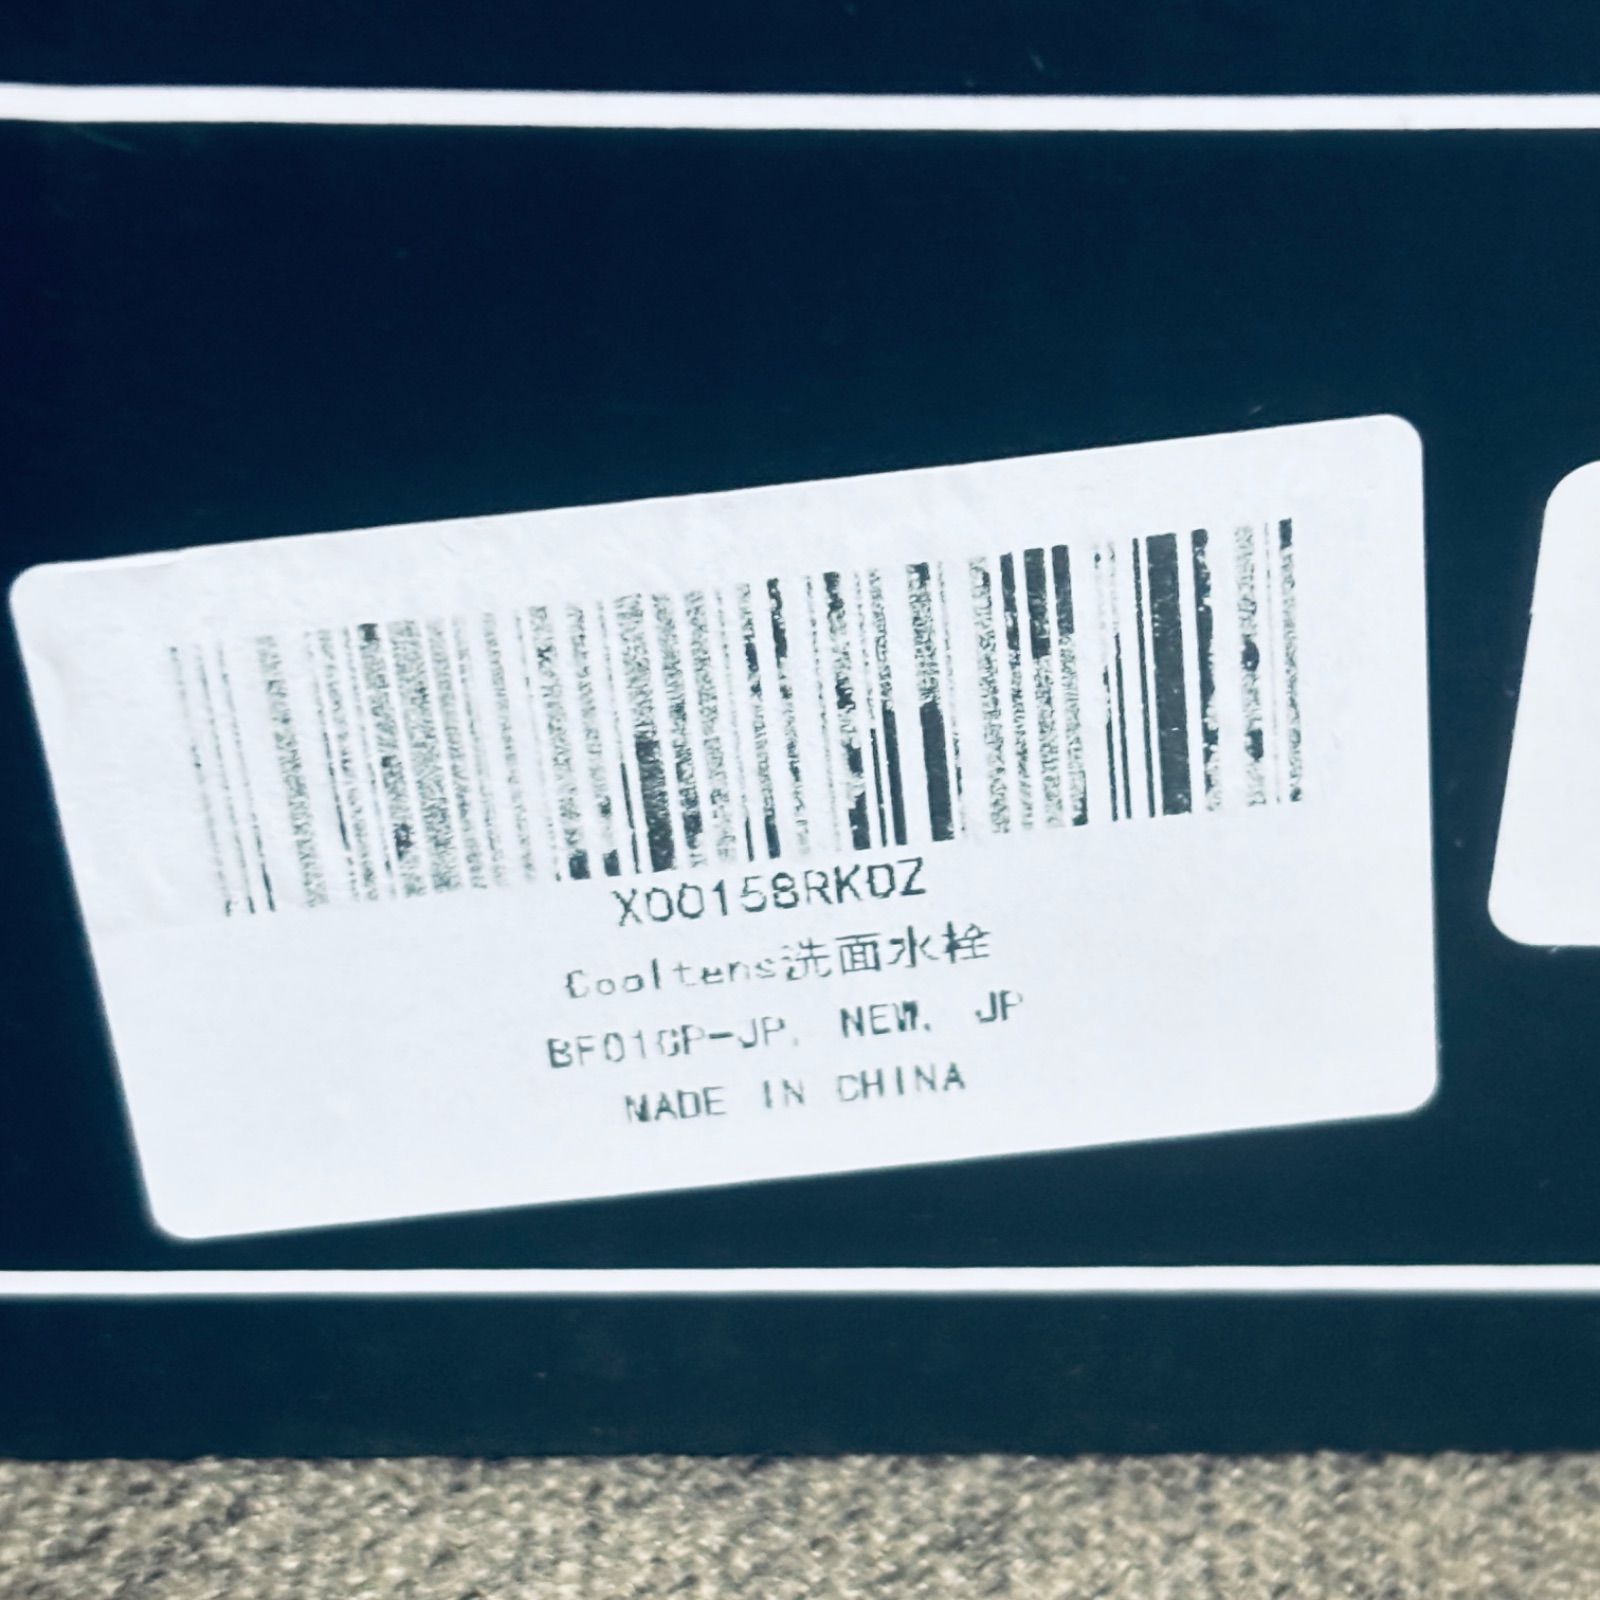 X00158RK0Z
Cooltens洗面水栓
BF01CP-JP, NEW, JP
MADE IN CHINA